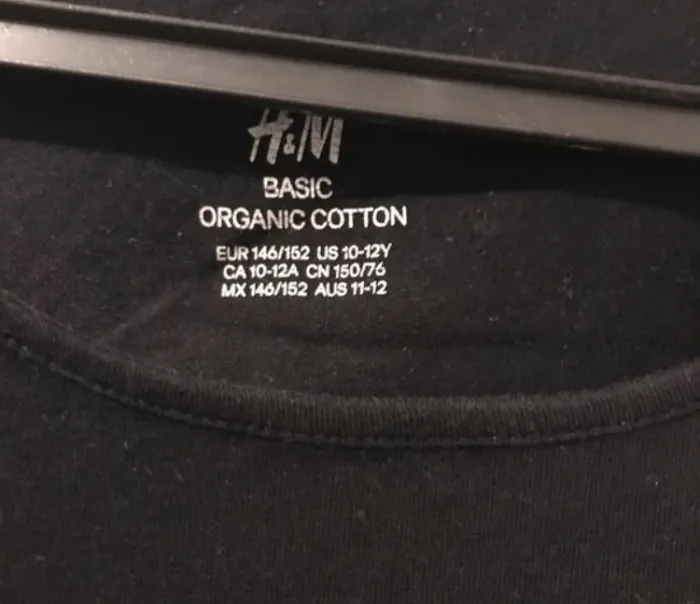 H&M
BASIC
ORGANIC COTTON
EUR 146/152 US 10-12Y
CA 10-12A CN 150/76
MX 146/152 AUS 11-12